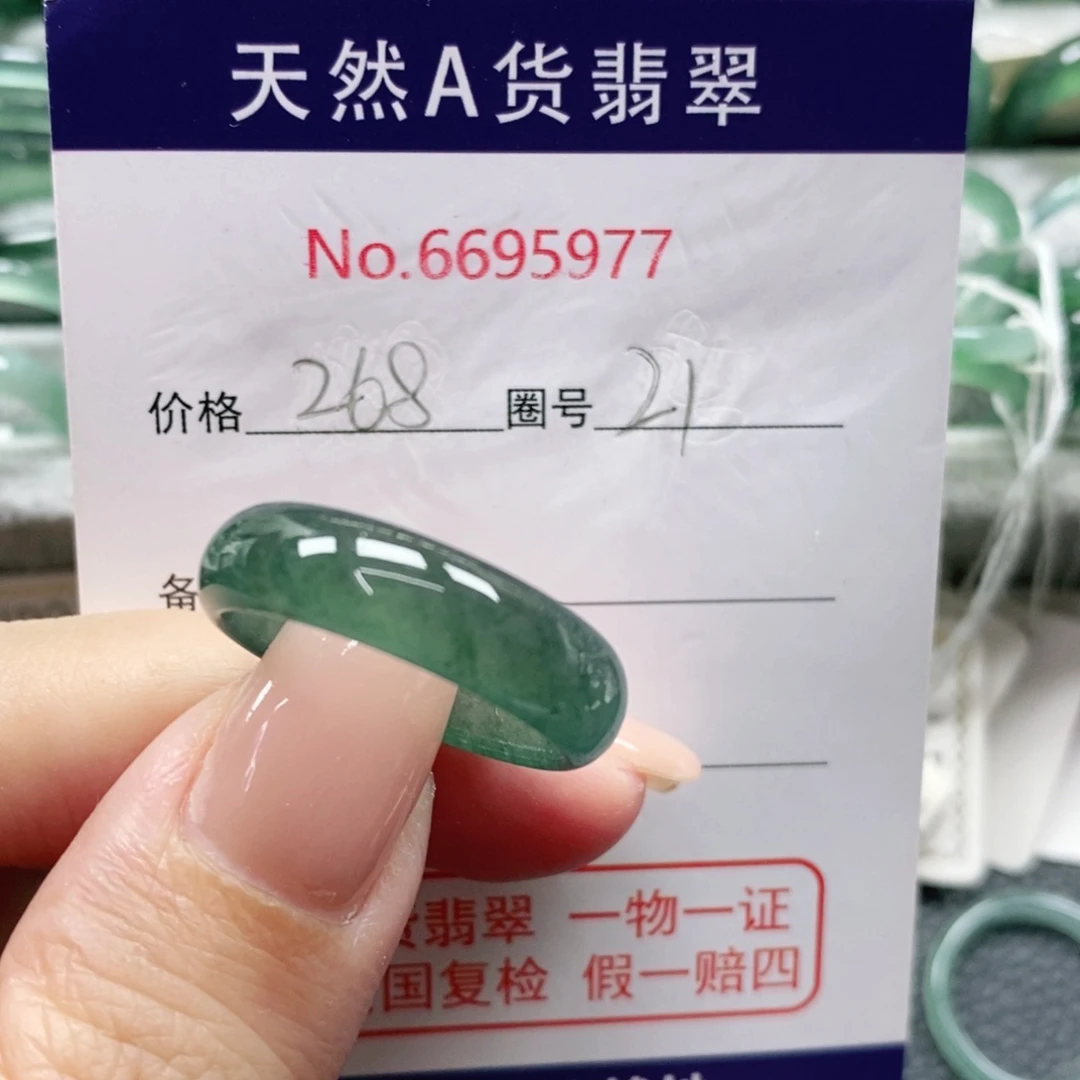 天然A货翡翠
No.6695977
价格 268 圈号 21
备
翡翠 一物一证
国复检 假一赔四